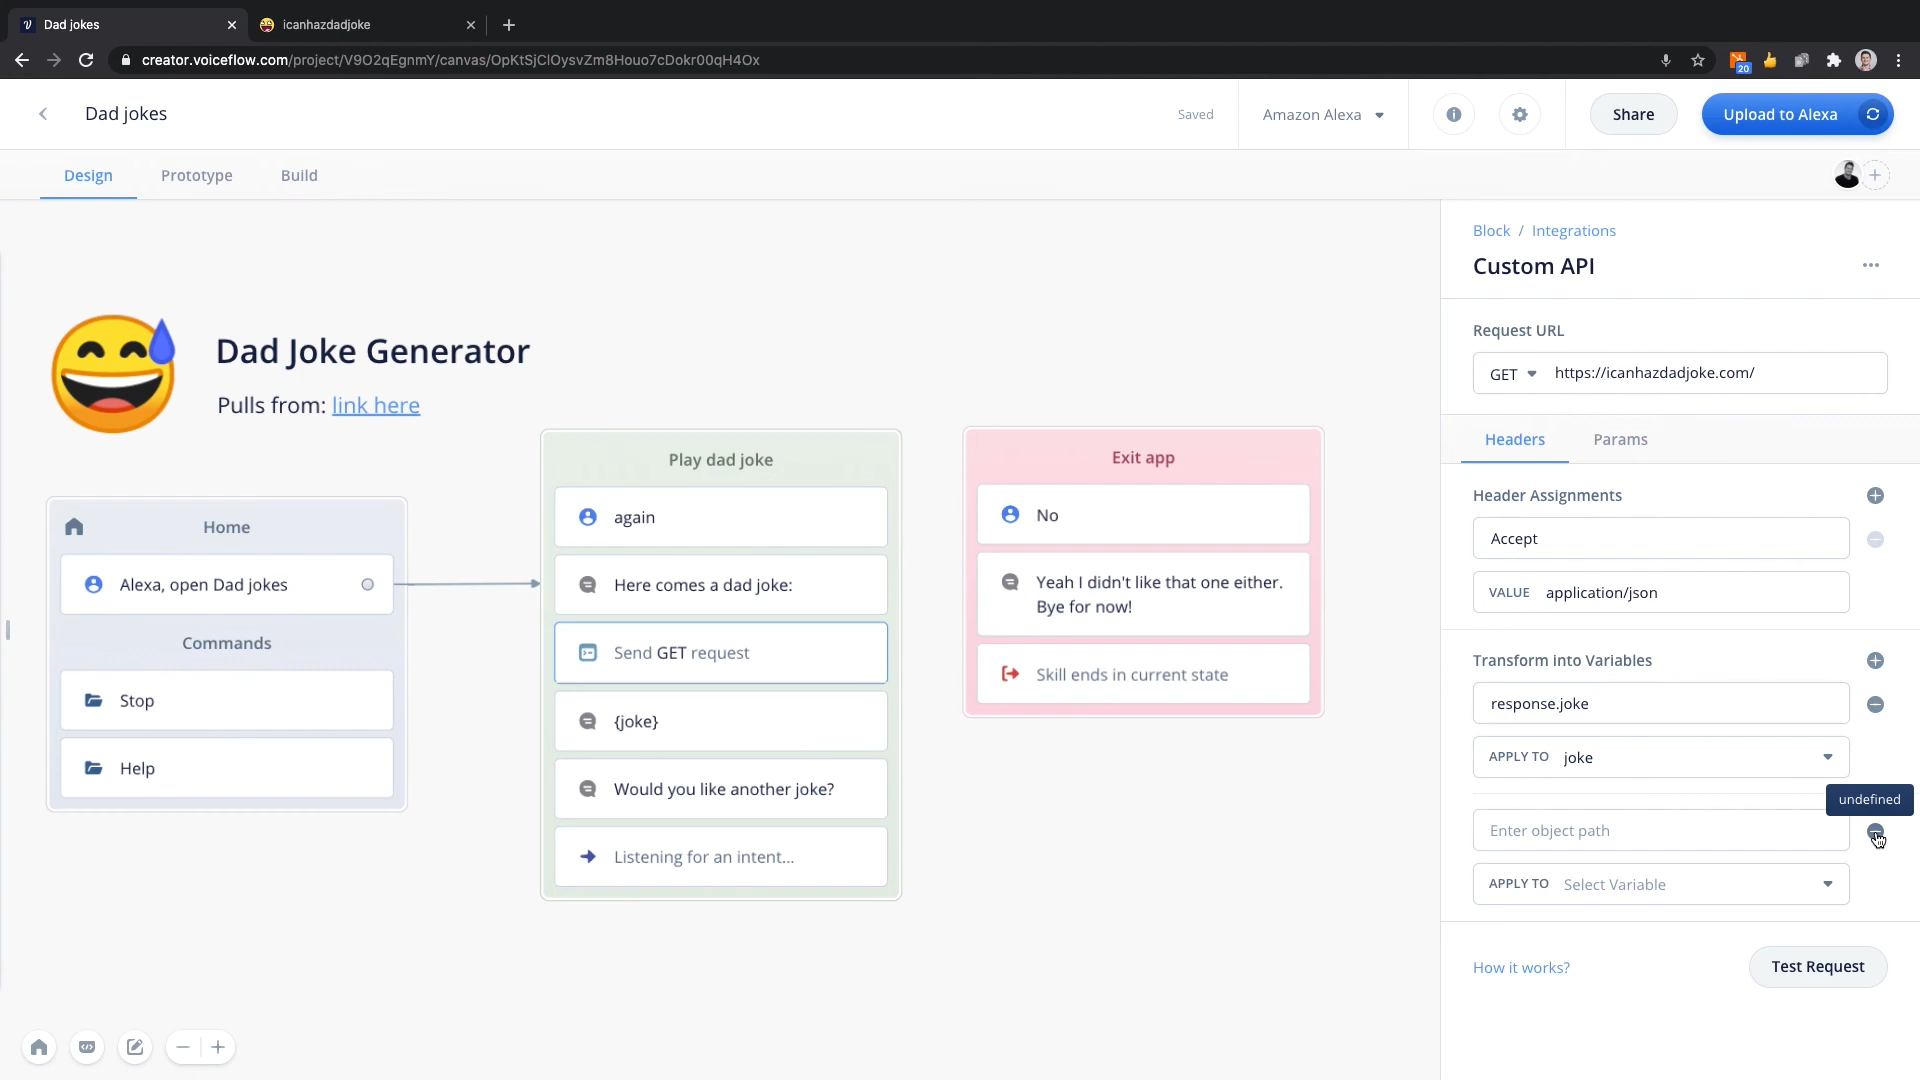 Dad jokes
icanhazdadjoke
creator.voiceflow.com/project/V9O2qEgnmY/canvas/OpKtSjClOysvZm8Houo7cDokr00qH4Ox
20
Dad jokes
Saved
Amazon Alexa
Share
Upload to Alexa
Design
Prototype
Build
Dad Joke Generator
Pulls from: link here
Home
Alexa, open Dad jokes
Commands
Stop
Help
Play dad joke
again
Here comes a dad joke:
Send GET request
{joke}
Would you like another joke?
Listening for an intent...
Exit app
No
Yeah I didn't like that one either.
Bye for now!
Skill ends in current state
Block / Integrations
Custom API
Request URL
GET
https://icanhazdadjoke.com/
Headers
Params
Header Assignments
Accept
VALUE application/json
Transform into Variables
response.joke
APPLY TO joke
undefined
Enter object path
APPLY TO Select Variable
How it works?
Test Request